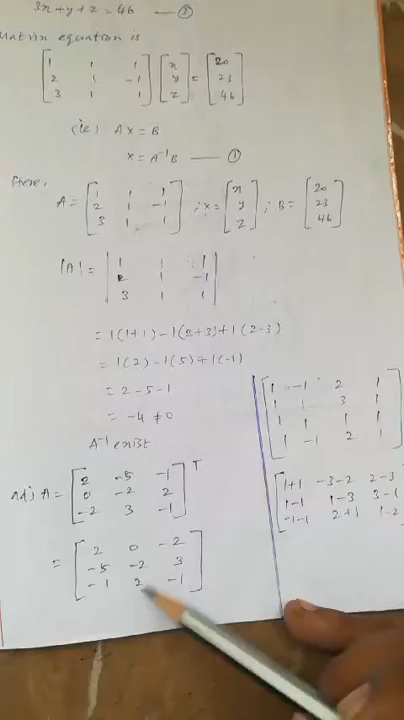 3x+y+z=46 —— ③
Matrix equation is
[1 1 1; 2 1 -1; 3 1 1] [x; y; z] = [20; 23; 46]
(ie) AX = B
X = A⁻¹B —— ①
Here,
A = [1 1 1; 2 1 -1; 3 1 1] ; X = [x; y; z] ; B = [20; 23; 46]
|A| = |1 1 1; 2 1 -1; 3 1 1|
= 1(1+1) -1(2+3) +1(2-3)
= 1(2) -1(5) +1(-1)
= 2-5-1
= -4 ≠0
A⁻¹ exist
Adj A = [2 -5 -1; 0 -2 2; -2 3 -1]ᵀ
= [2 0 -2; -5 -2 3; -1 2 -1]
[1 -1 2 1; 1 1 3 1; 1 1 1 1; 1 -1 2 1]
[1+1 -3-2 2-3; 1-1 1-3 3-1; -1-1 2+1 1-2]